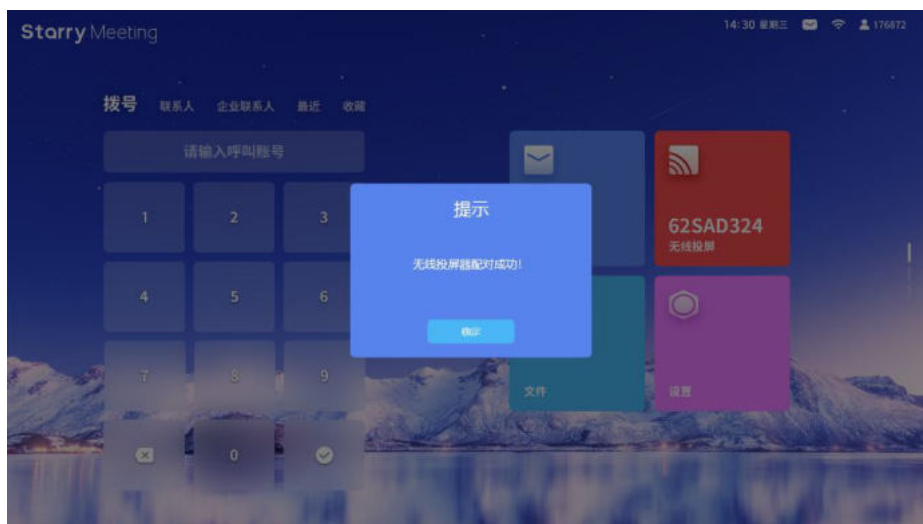 Starry Meeting
14:30 星期三
176872
拨号 联系人 企业联系人 最近 收藏
请输入呼叫账号
1 2 3
4 5 6
7 8 9
0
62SAD324
无线投屏
文件
设置
提示
无线投屏器配对成功!
确定